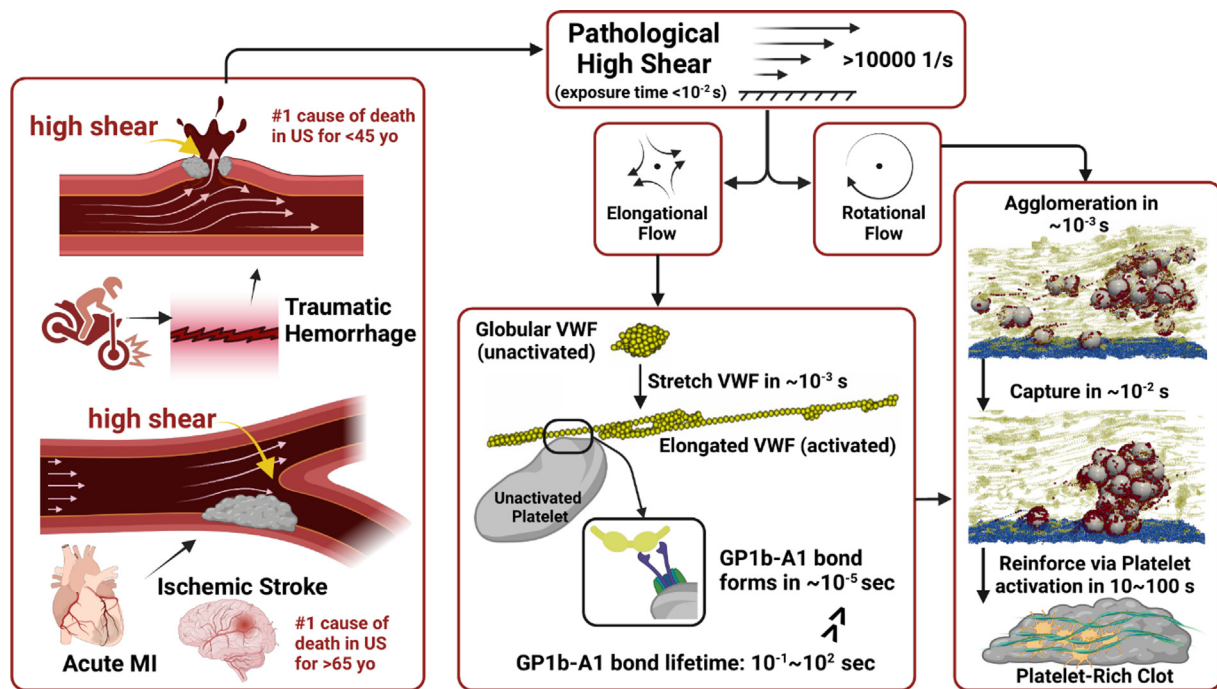 Pathological
High Shear
(exposure time <10⁻² s)
>10000 1/s
high shear
#1 cause of death
in US for <45 yo
Traumatic
Hemorrhage
high shear
Ischemic Stroke
Acute MI
#1 cause of
death in US
for >65 yo
Elongational
Flow
Rotational
Flow
Globular VWF
(unactivated)
Stretch VWF in ~10⁻³ s
Elongated VWF (activated)
Unactivated
Platelet
GP1b-A1 bond
forms in ~10⁻⁵ sec
<<
GP1b-A1 bond lifetime: 10⁻¹~10² sec
Agglomeration in
~10⁻³ s
Capture in ~10⁻² s
Reinforce via Platelet
activation in 10~100 s
Platelet-Rich Clot